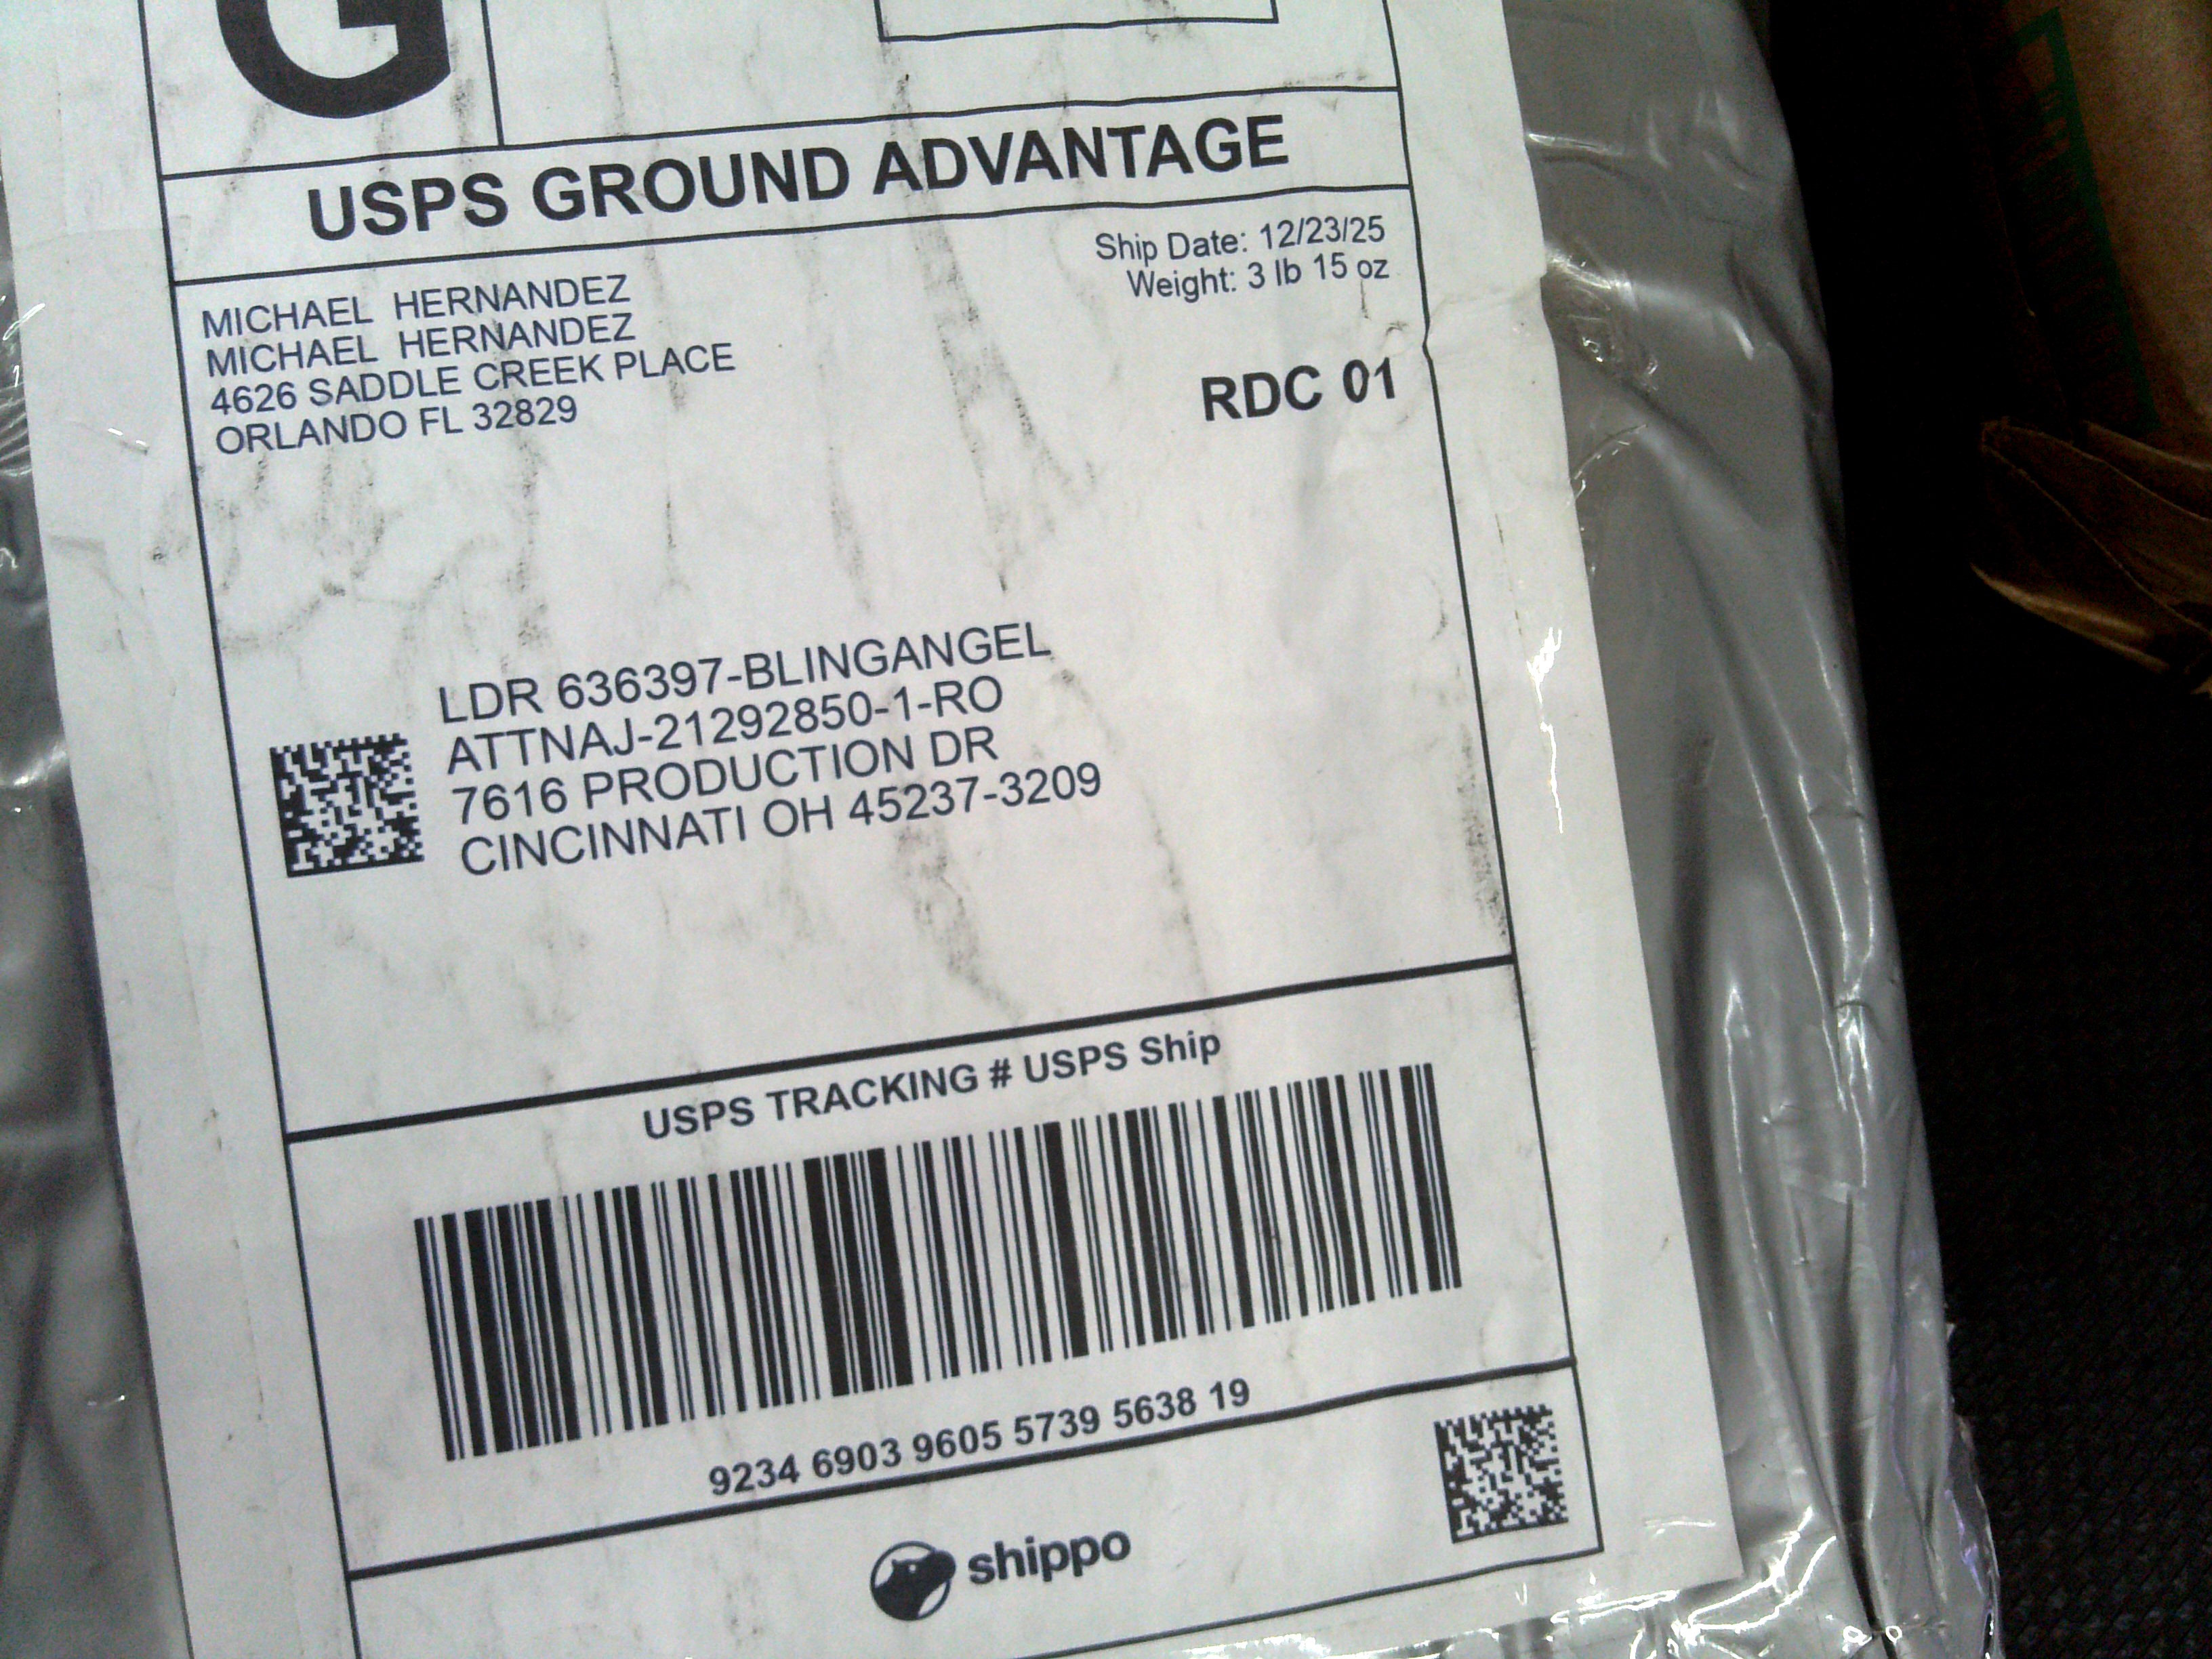 G
USPS GROUND ADVANTAGE
MICHAEL HERNANDEZ
MICHAEL HERNANDEZ
4626 SADDLE CREEK PLACE
ORLANDO FL 32829
Ship Date: 12/23/25
Weight: 3 lb 15 oz
RDC 01
LDR 636397-BLINGANGEL
ATTNAJ-21292850-1-RO
7616 PRODUCTION DR
CINCINNATI OH 45237-3209
USPS TRACKING # USPS Ship
9234 6903 9605 5739 5638 19
shippo